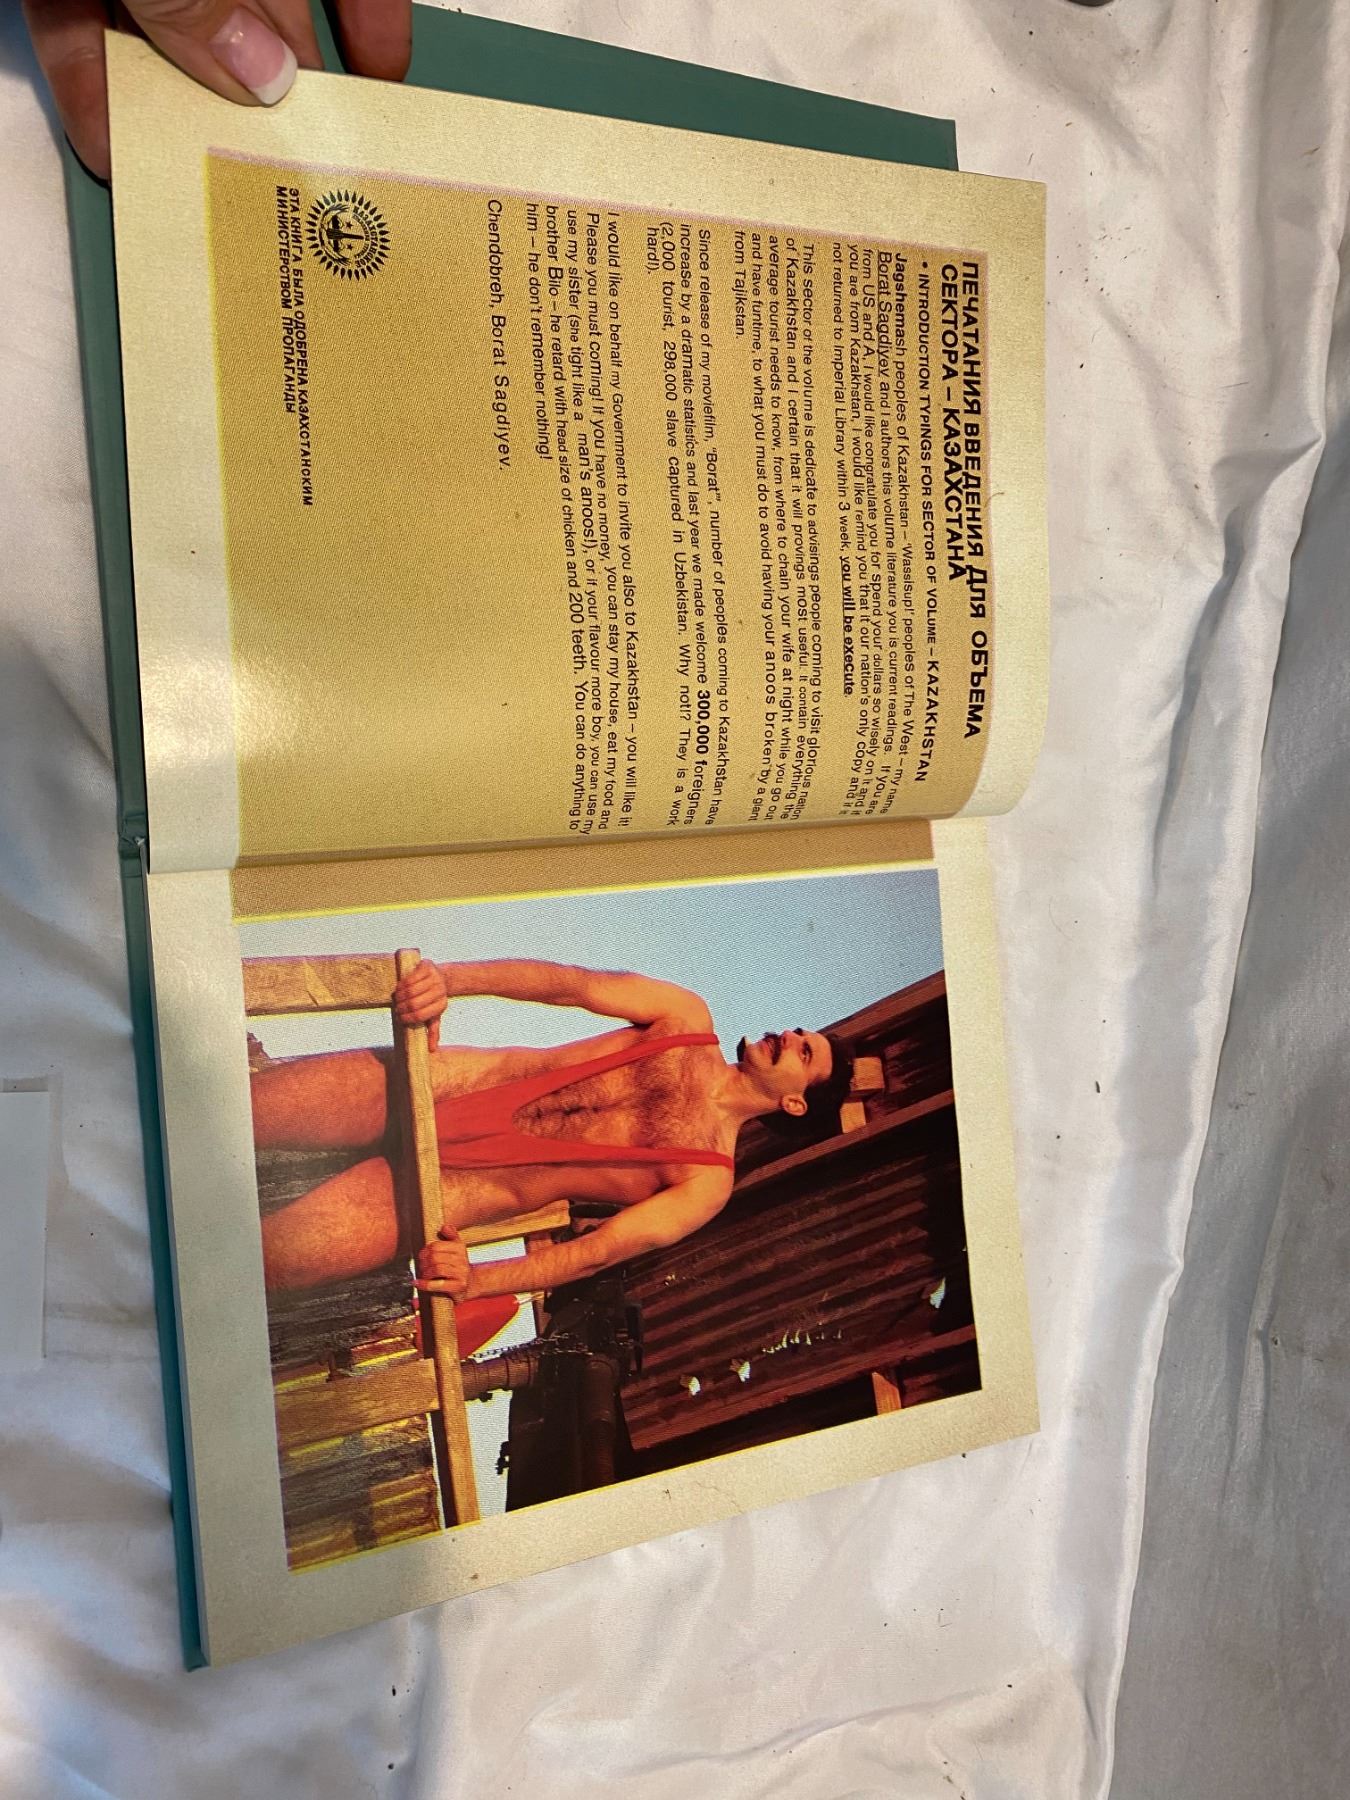 ПЕЧАТАНИЯ ВВЕДЕНИЯ ДЛЯ ОБЪЕМА
СЕКТОРА – КАЗАХСТАНА
• INTRODUCTION TYPINGS FOR SECTOR OF VOLUME – KAZAKHSTAN
Jagshemash peoples of Kazakhstan – 'Wassisup!' peoples of The West – my name
Borat Sagdiyev and I authors this volume literature you is current readings. If you are
from US and A, I would like congratulate you for spend your dollars so wisely on it and if
you are from Kazakhstan, I would like remind you that it our nation's only copy and if it
not returned to Imperial Library within 3 week, you will be execute.
This sector of the volume is dedicate to advisings people coming to visit glorious nation
of Kazakhstan and I certain that it will provings most useful. It contain everything the
average tourist needs to know, from where to chain your wife at night while you go out
and have funtime, to what you must do to avoid having your anoos broken by a giant
from Tajikstan.
Since release of my moviefilm, "Borat", number of peoples coming to Kazakhstan have
increase by a dramatic statistics and last year we made welcome 300,000 foreigners
(2,000 tourist, 298,000 slave captured in Uzbekistan. Why not!? They is a work
hard!).
I would like on behalf my Government to invite you also to Kazakhstan – you will like it!
Please you must coming! If you have no money, you can stay my house, eat my food and
use my sister (she tight like a man's anoos!), or if your flavour more boy, you can use my
brother Bilo – he retard with head size of chicken and 200 teeth. You can do anything to
him – he don't remember nothing!
Chendobreh, Borat Sagdiyev.
ЭТА КНИГА БЫЛА ОДОБРЕНА КАЗАХСТАНСКИМ
МИНИСТЕРСТВОМ ПРОПАГАНДЫ